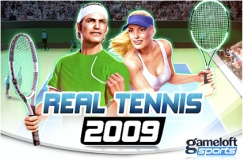 REAL TENNIS
2009
gameloft
sports